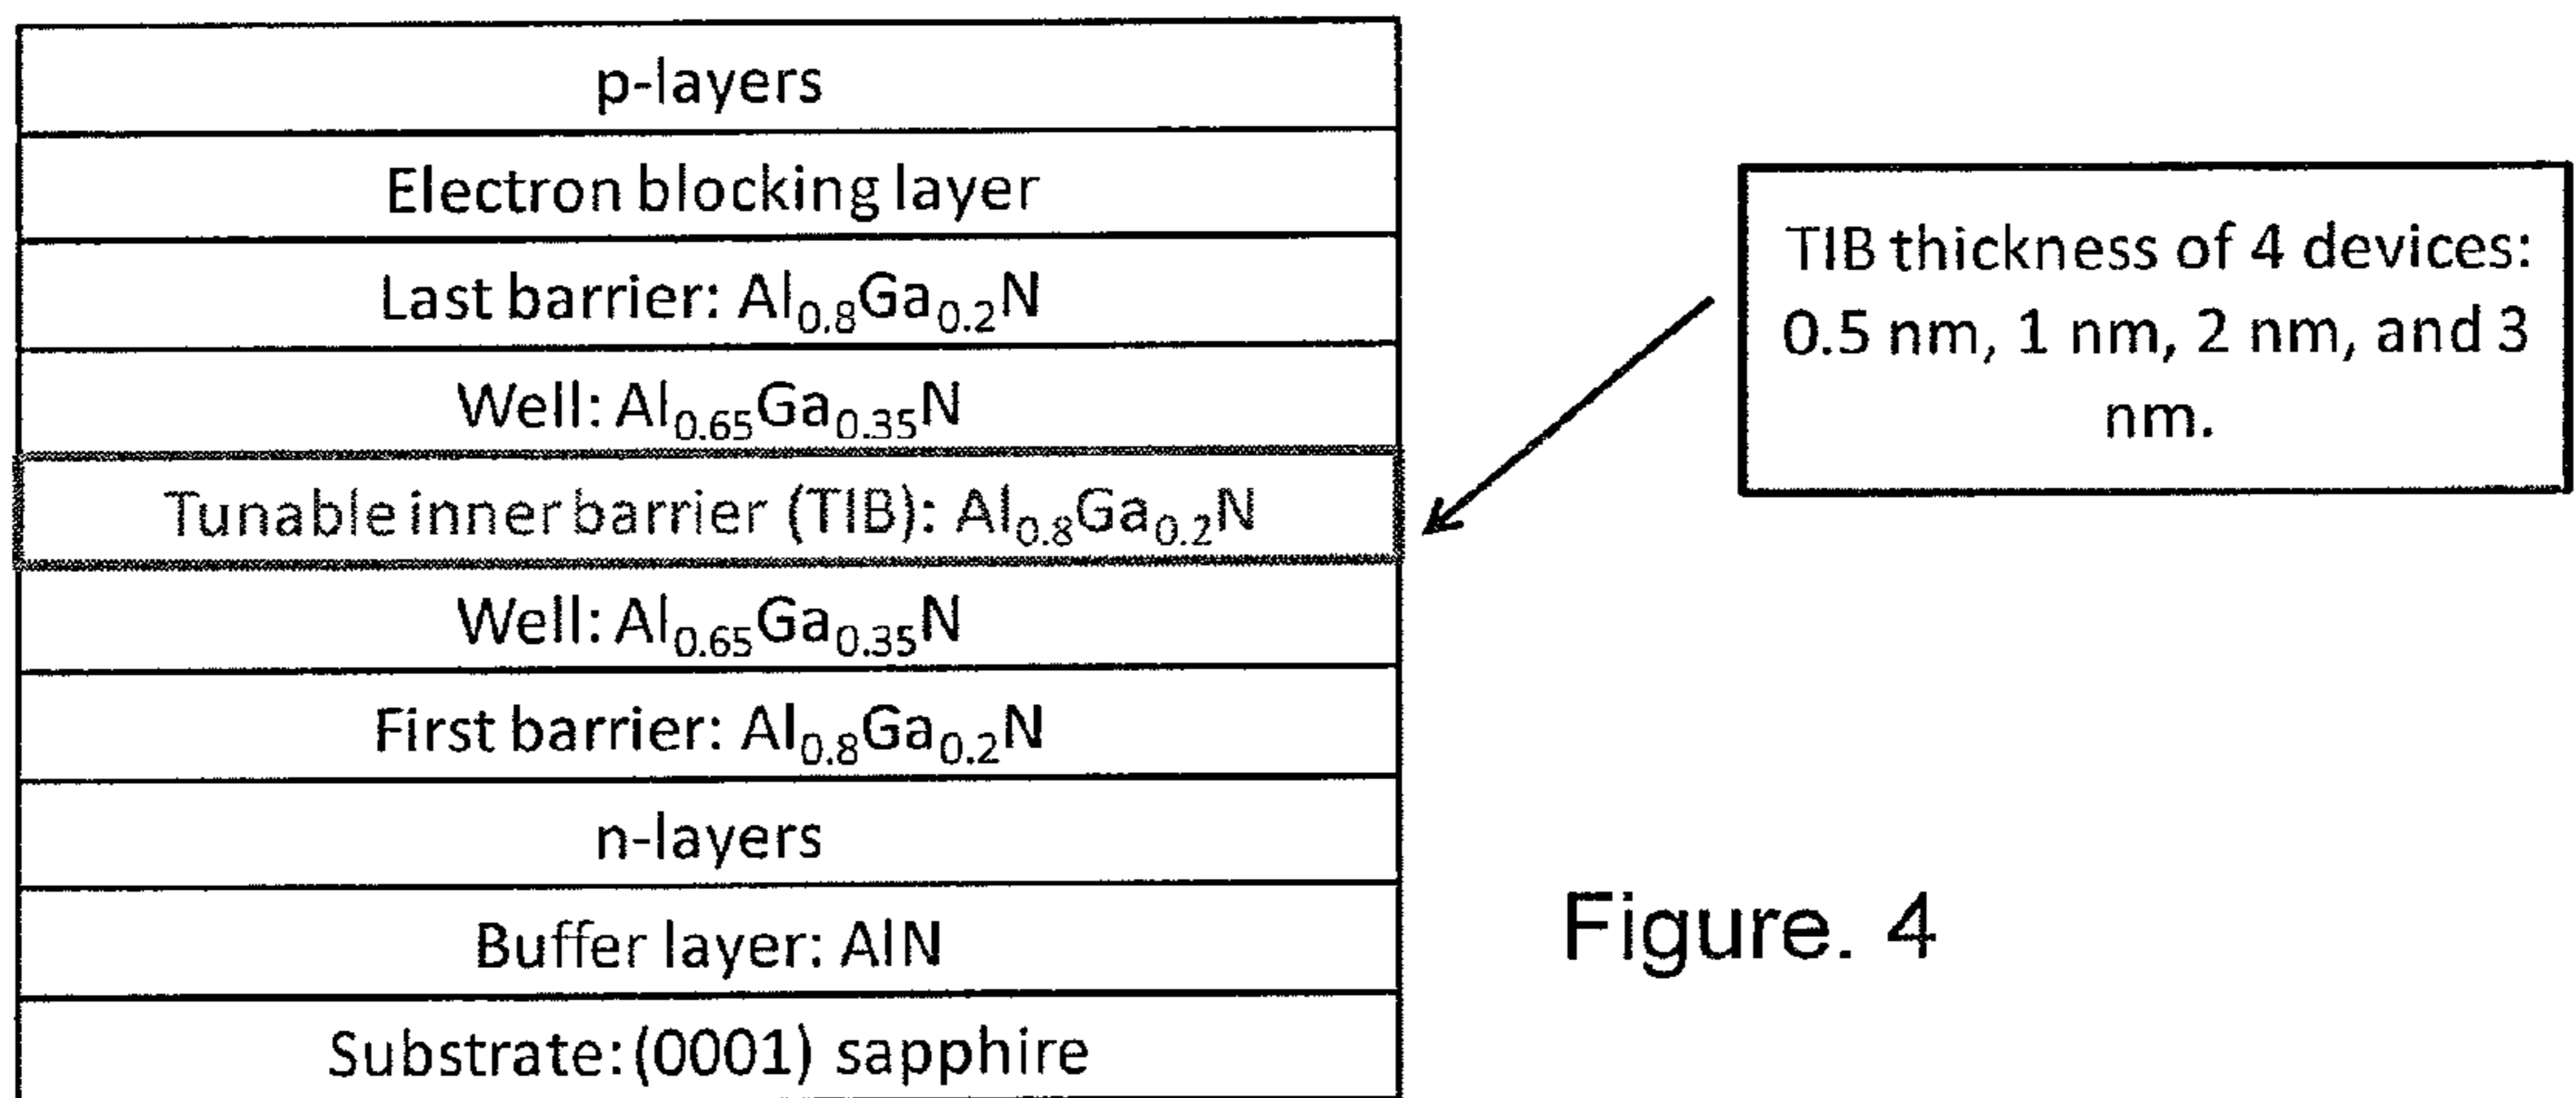 p-layers
Electron blocking layer
Last barrier: Al₀.₈Ga₀.₂N
Well: Al₀.₆₅Ga₀.₃₅N
Tunable inner barrier (TIB): Al₀.₈Ga₀.₂N
Well: Al₀.₆₅Ga₀.₃₅N
First barrier: Al₀.₈Ga₀.₂N
n-layers
Buffer layer: AlN
Substrate: (0001) sapphire
TIB thickness of 4 devices:
0.5 nm, 1 nm, 2 nm, and 3
nm.
Figure. 4